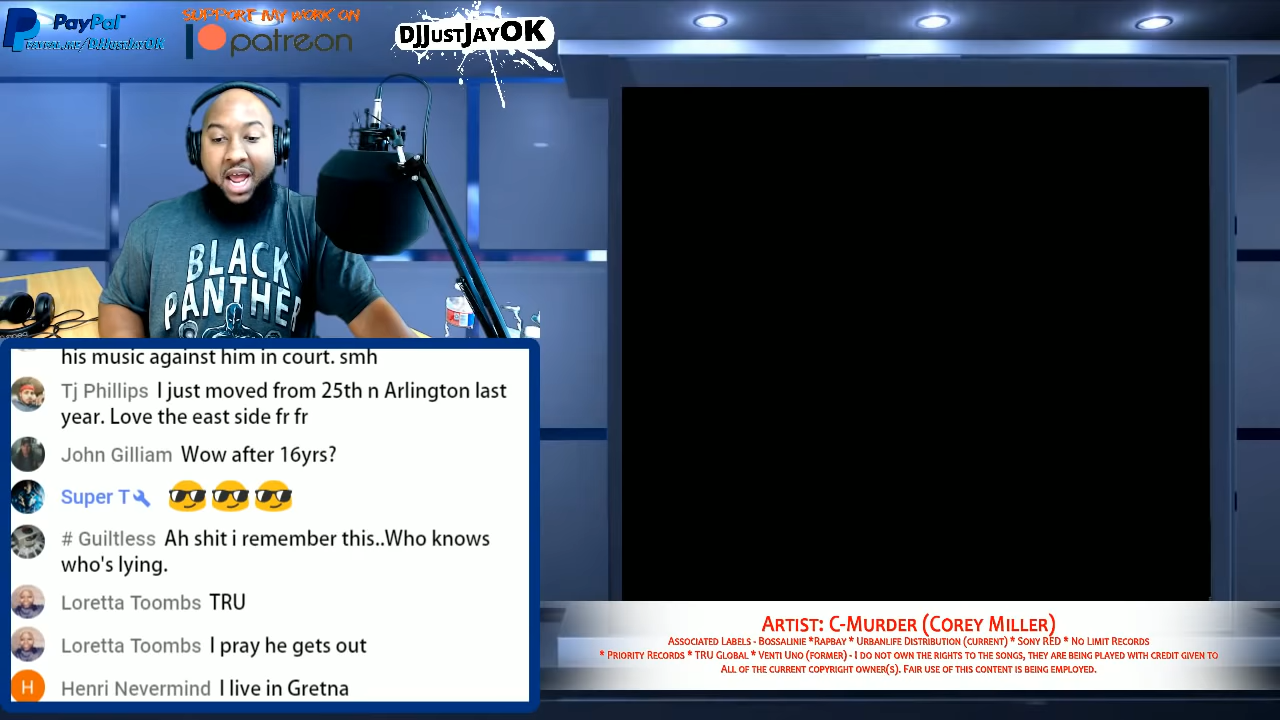 PayPal
SUPPORT MY WORK ON
patreon
DJJustJayOK
BLACK
PANTHER
his music against him in court. smh
Tj Phillips I just moved from 25th n Arlington last
year. Love the east side fr fr
John Gilliam Wow after 16yrs?
Super T 😎 😎 😎
# Guiltless Ah shit i remember this..Who knows
who's lying.
Loretta Toombs TRU
Loretta Toombs I pray he gets out
H
Henri Nevermind I live in Gretna
Artist: C-Murder (Corey Miller)
Associated Labels - Bossalinie *RapBay * Urbanlife Distribution (current) * Sony RED * No Limit Records
* Priority Records * TRU Global * Venti Uno (former) - I do not own the rights to the songs, they are being played with credit given to
All of the current copyright owner(s). Fair use of this content is being employed.